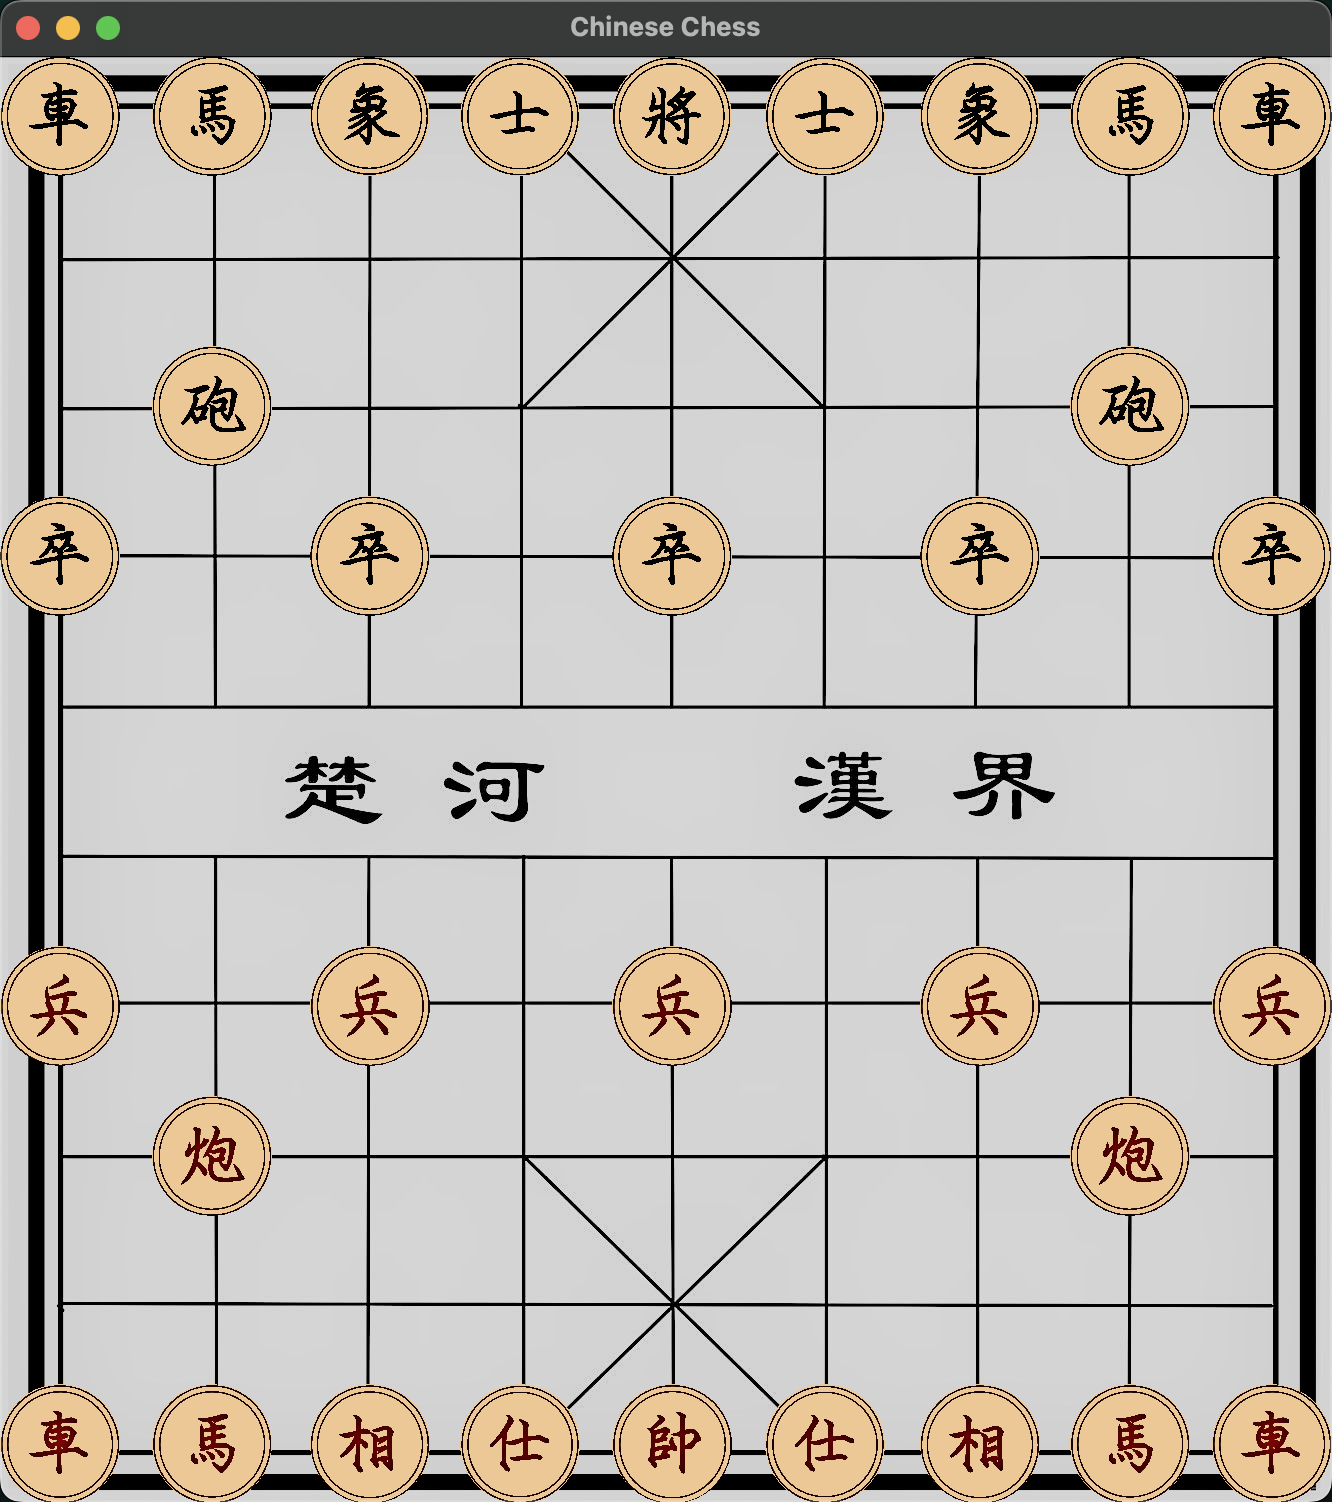 Chinese Chess
車 馬 象 士 將 士 象 馬 車
砲 砲
卒 卒 卒 卒 卒
楚河 漢界
兵 兵 兵 兵 兵
炮 炮
車 馬 相 仕 帥 仕 相 馬 車